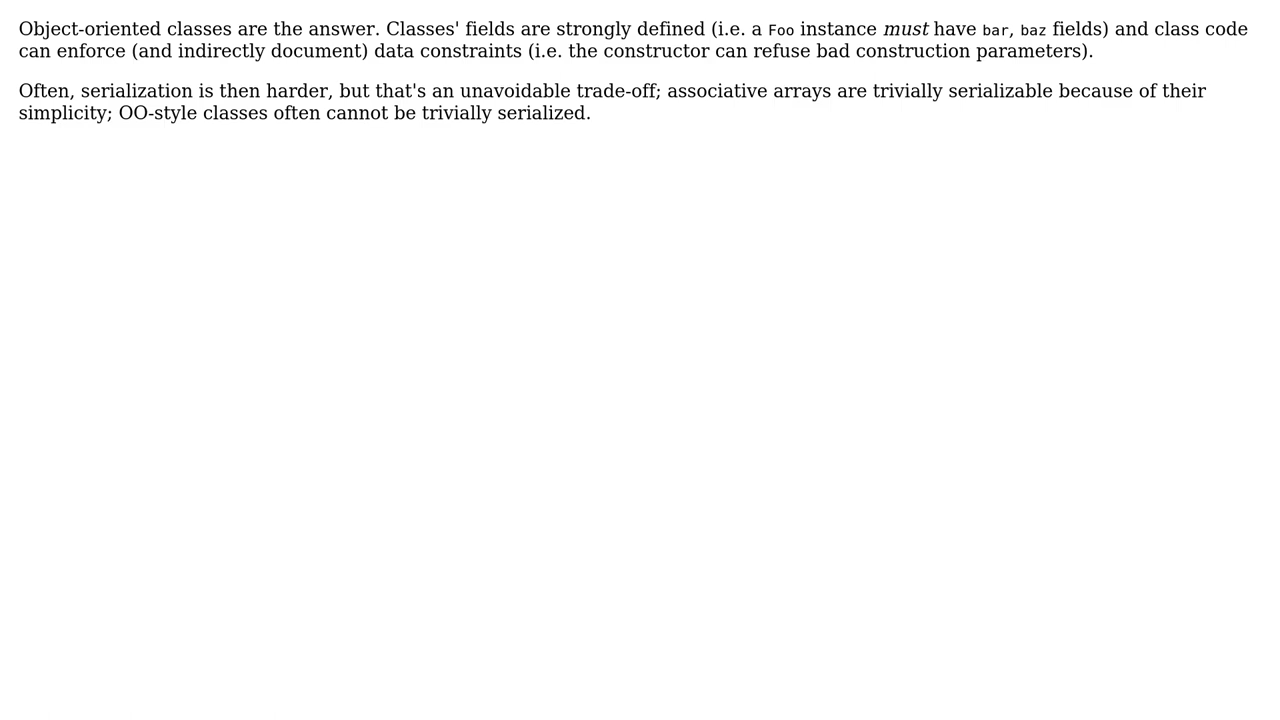 Object-oriented classes are the answer. Classes' fields are strongly defined (i.e. a Foo instance must have bar, baz fields) and class code
can enforce (and indirectly document) data constraints (i.e. the constructor can refuse bad construction parameters).
Often, serialization is then harder, but that's an unavoidable trade-off; associative arrays are trivially serializable because of their
simplicity; OO-style classes often cannot be trivially serialized.